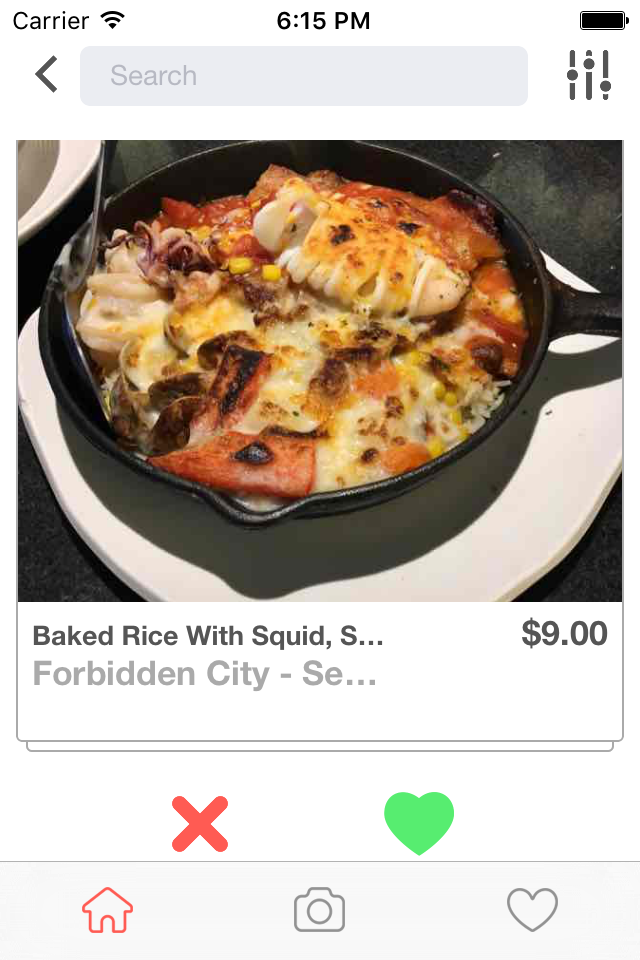 Carrier 6:15 PM
Search
Baked Rice With Squid, S... $9.00
Forbidden City - Se...